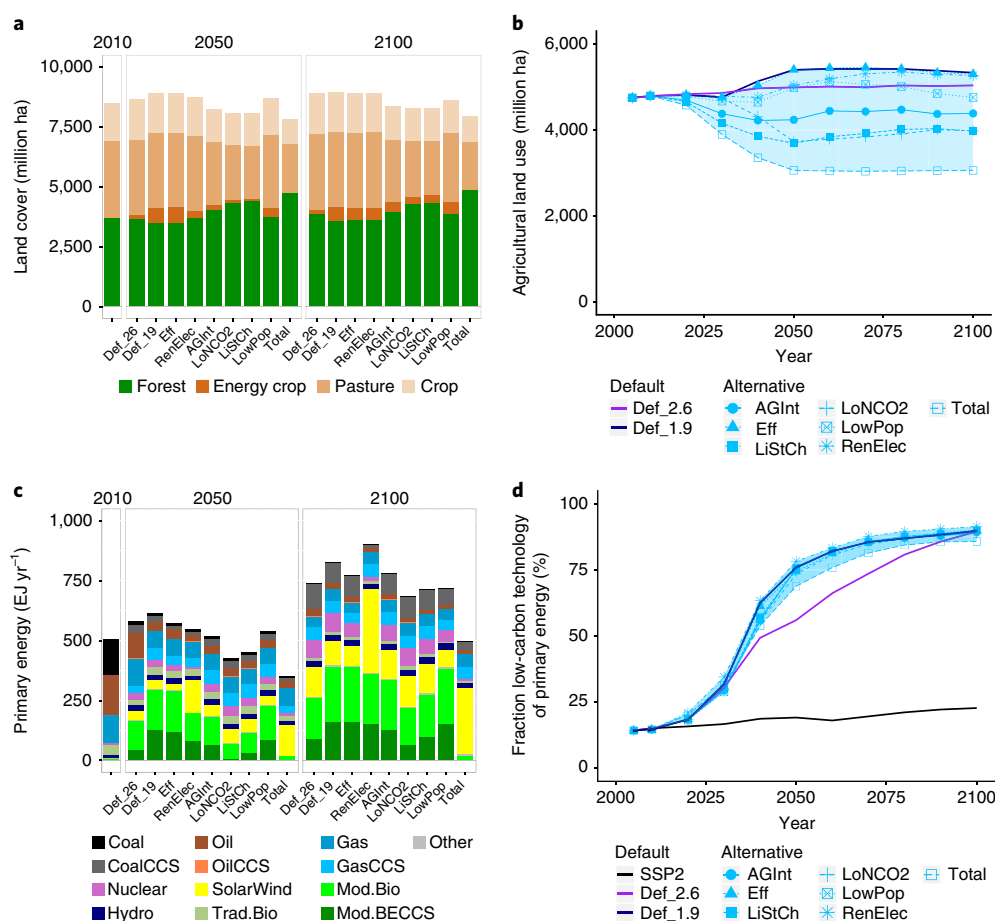 a
2010
2050
2100
10,000
7,500
5,000
2,500
0
Land cover (million ha)
Def_26
Def_19
Eff
RenElec
AGInt
LoNCO2
LiStCh
LowPop
Total
Def_26
Def_19
Eff
RenElec
AGInt
LoNCO2
LiStCh
LowPop
Total
Forest Energy crop Pasture Crop
b
6,000
4,000
2,000
0
Agricultural land use (million ha)
2000 2025 2050 2075 2100
Year
Default Alternative
Def_2.6 AGInt LoNCO2 Total
Def_1.9 Eff LowPop
LiStCh RenElec
c
2010
2050
2100
1,000
750
500
250
0
Primary energy (EJ yr⁻¹)
Def_26
Def_19
Eff
RenElec
AGInt
LoNCO2
LiStCh
LowPop
Total
Def_26
Def_19
Eff
RenElec
AGInt
LoNCO2
LiStCh
LowPop
Total
Coal Oil Gas Other
CoalCCS OilCCS GasCCS
Nuclear SolarWind Mod.Bio
Hydro Trad.Bio Mod.BECCS
d
100
75
50
25
0
Fraction low-carbon technology
of primary energy (%)
2000 2025 2050 2075 2100
Year
Default Alternative
SSP2 AGInt LoNCO2 Total
Def_2.6 Eff LowPop
Def_1.9 LiStCh RenElec